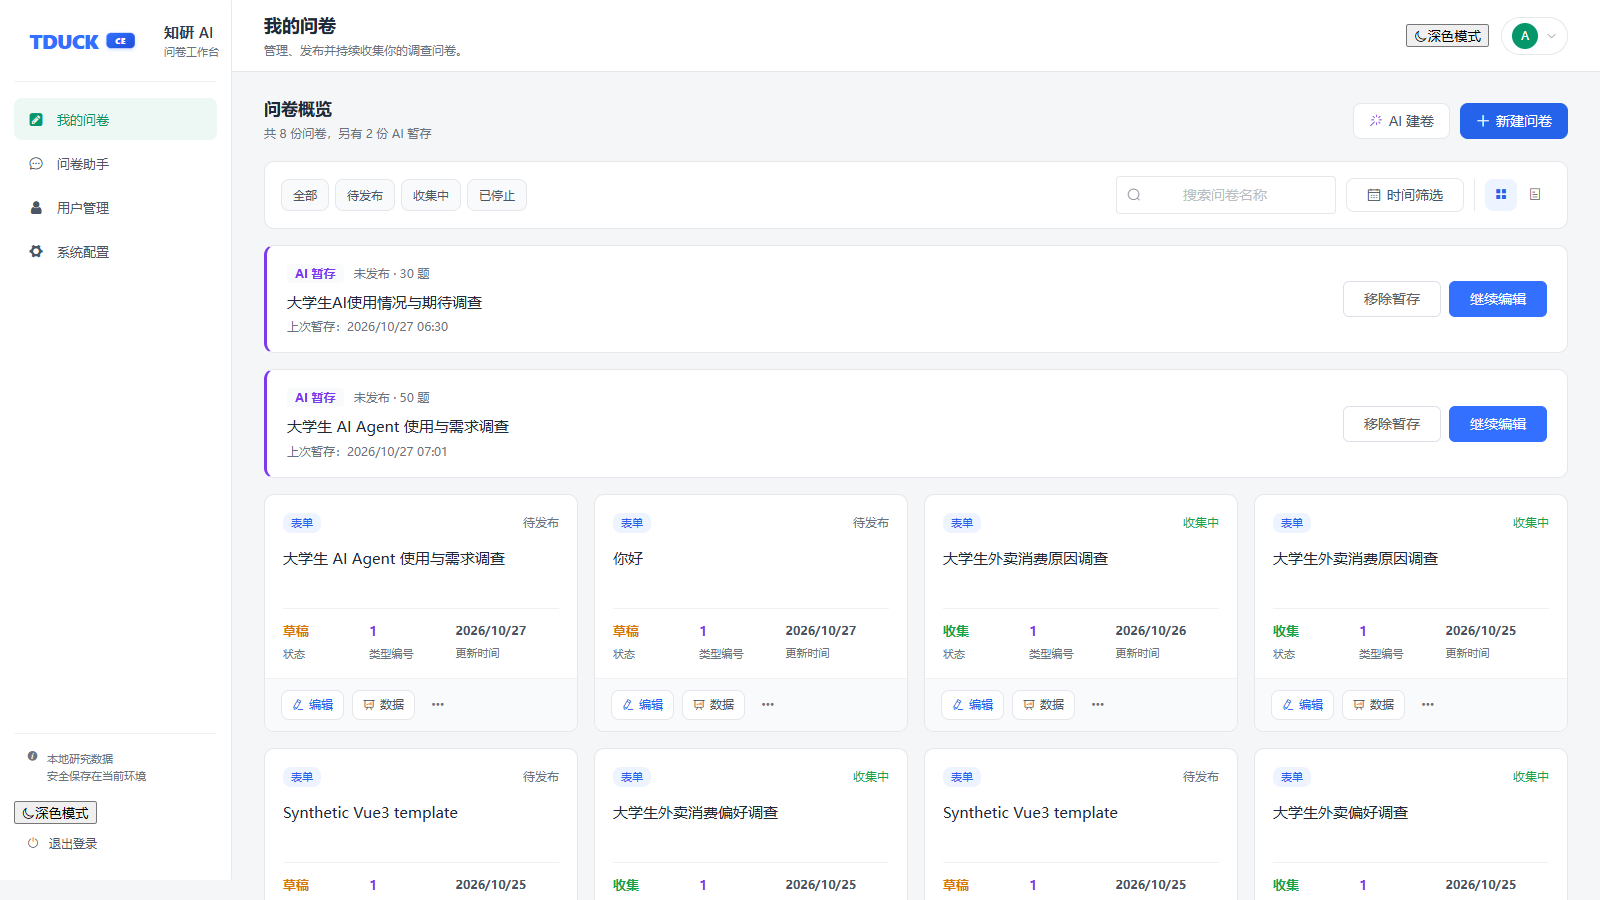 TDUCK CE
知研 AI
问卷工作台
我的问卷
问卷助手
用户管理
系统配置
本地研究数据
安全保存在当前环境
深色模式
退出登录
我的问卷
管理、发布并持续收集你的调查问卷。
深色模式
A
问卷概览
共 8 份问卷，另有 2 份 AI 暂存
AI 建卷
新建问卷
全部 待发布 收集中 已停止
搜索问卷名称
时间筛选
AI 暂存 未发布 · 30 题
大学生AI使用情况与期待调查
上次暂存：2026/10/27 06:30
移除暂存 继续编辑
AI 暂存 未发布 · 50 题
大学生 AI Agent 使用与需求调查
上次暂存：2026/10/27 07:01
移除暂存 继续编辑
表单 待发布
大学生 AI Agent 使用与需求调查
草稿 1 2026/10/27
状态 类型编号 更新时间
编辑 数据
表单 待发布
你好
草稿 1 2026/10/27
状态 类型编号 更新时间
编辑 数据
表单 收集中
大学生外卖消费原因调查
收集 1 2026/10/26
状态 类型编号 更新时间
编辑 数据
表单 收集中
大学生外卖消费原因调查
收集 1 2026/10/25
状态 类型编号 更新时间
编辑 数据
表单 待发布
Synthetic Vue3 template
草稿 1 2026/10/25
表单 收集中
大学生外卖消费偏好调查
收集 1 2026/10/25
表单 待发布
Synthetic Vue3 template
草稿 1 2026/10/25
表单 收集中
大学生外卖偏好调查
收集 1 2026/10/25